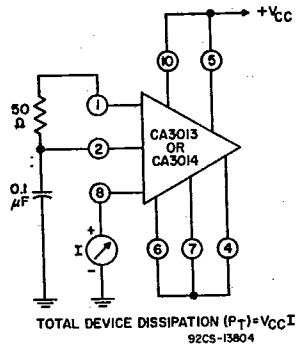 +VCC
10
5
50
Ω
1
CA3013
OR
CA3014
2
8
0.1
μF
+
I
-
6
7
4
TOTAL DEVICE DISSIPATION (PT)=VCC I
92CS-13804